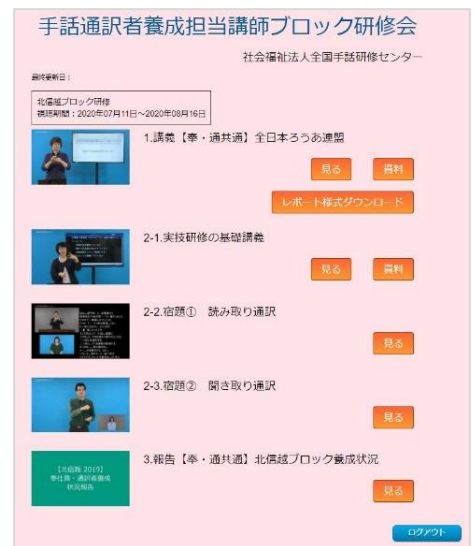 手話通訳者養成担当講師ブロック研修会
社会福祉法人全国手話研修センター
最終更新日：
北信越ブロック研修
視聴期間：2020年07月11日～2020年08月16日
1.講義【奉・通共通】全日本ろうあ連盟
見る
資料
レポート様式ダウンロード
2-1.実技研修の基礎講義
見る
資料
2-2.宿題① 読み取り通訳
見る
2-3.宿題② 聞き取り通訳
見る
3.報告【奉・通共通】北信越ブロック養成状況
【北信越 2019】
奉仕員・通訳者養成
状況報告
見る
ログアウト